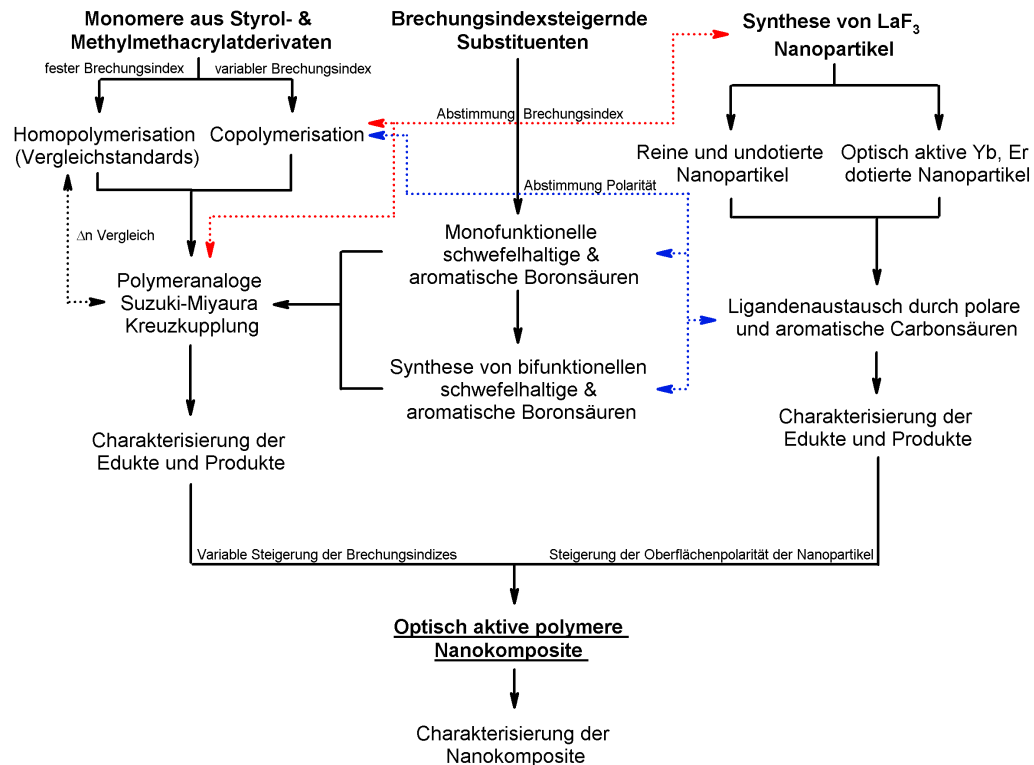 Monomere aus Styrol- &
Methylmethacrylatderivaten
fester Brechungsindex
variabler Brechungsindex
Homopolymerisation
(Vergleichstandards)
Copolymerisation
Δn Vergleich
Polymeranaloge
Suzuki-Miyaura
Kreuzkupplung
Charakterisierung der
Edukte und Produkte
Brechungsindexsteigernde
Substituenten
Abstimmung Brechungsindex
Abstimmung Polarität
Monofunktionelle
schwefelhaltige &
aromatische Boronsäuren
Synthese von bifunktionellen
schwefelhaltige &
aromatische Boronsäuren
Synthese von LaF₃
Nanopartikel
Reine und undotierte
Nanopartikel
Optisch aktive Yb, Er
dotierte Nanopartikel
Ligandenaustausch durch polare
und aromatische Carbonsäuren
Charakterisierung der
Edukte und Produkte
Variable Steigerung der Brechungsindizes
Steigerung der Oberflächenpolarität der Nanopartikel
Optisch aktive polymere
Nanokomposite
Charakterisierung der
Nanokomposite